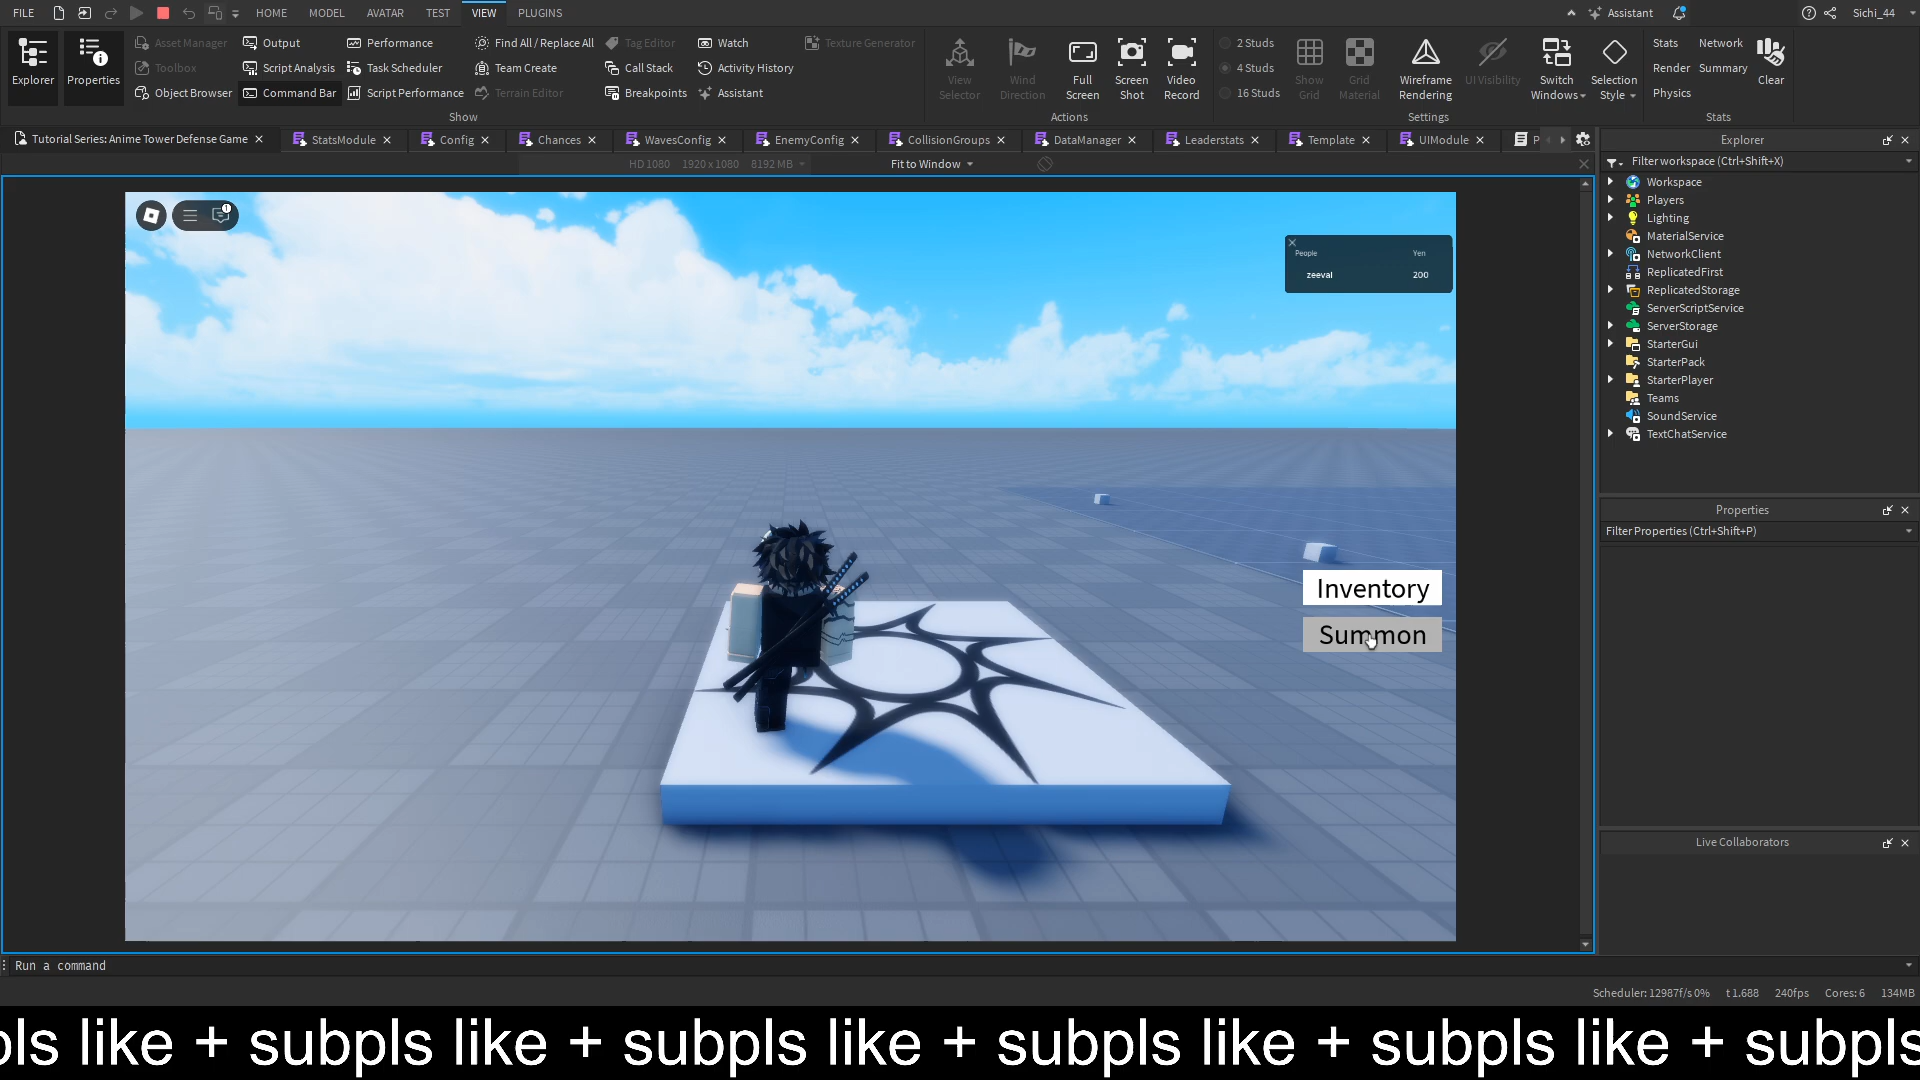 FILE HOME MODEL AVATAR TEST VIEW PLUGINS Assistant Sichi_44
Explorer
Properties
Asset Manager
Toolbox
Object Browser
Output
Script Analysis
Command Bar
Performance
Task Scheduler
Script Performance
Find All / Replace All
Team Create
Terrain Editor
Tag Editor
Call Stack
Breakpoints
Watch
Activity History
Assistant
Texture Generator
Show
View Selector
Wind Direction
Full Screen
Screen Shot
Video Record
Actions
2 Studs
4 Studs
16 Studs
Show Grid
Grid Material
Wireframe Rendering
UI Visibility
Switch Windows
Selection Style
Settings
Stats
Render
Physics
Network
Summary
Clear
Stats
Tutorial Series: Anime Tower Defense Game StatsModule Config Chances WavesConfig EnemyConfig CollisionGroups DataManager Leaderstats Template UIModule P
HD 1080 1920 x 1080 8192 MB Fit to Window
1
People Yen
zeeval 200
Inventory
Summon
Explorer
Filter workspace (Ctrl+Shift+X)
Workspace
Players
Lighting
MaterialService
NetworkClient
ReplicatedFirst
ReplicatedStorage
ServerScriptService
ServerStorage
StarterGui
StarterPack
StarterPlayer
Teams
SoundService
TextChatService
Properties
Filter Properties (Ctrl+Shift+P)
Live Collaborators
Run a command
Scheduler: 12987f/s 0% t 1.688 240fps Cores: 6 134MB
pls like + subpls like + subpls like + subpls like + subpls like + subpls